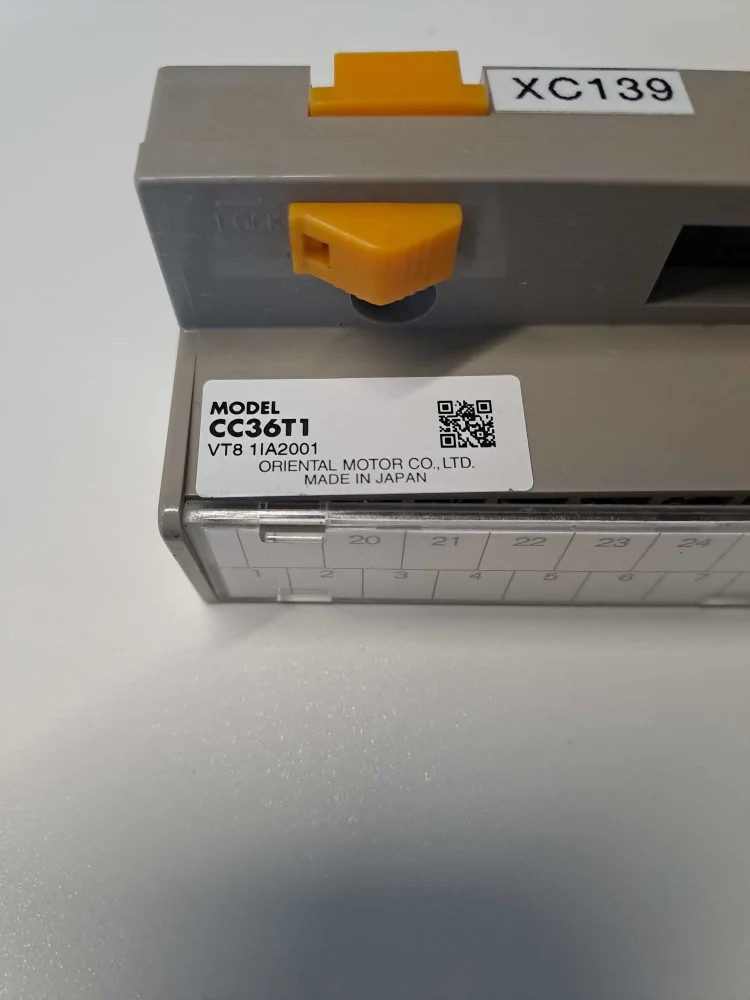 XC139
LOCK
MODEL
CC36T1
VT8 1IA2001
ORIENTAL MOTOR CO.,LTD.
MADE IN JAPAN
20 21 22 23 24
1 2 3 4 5 6 7